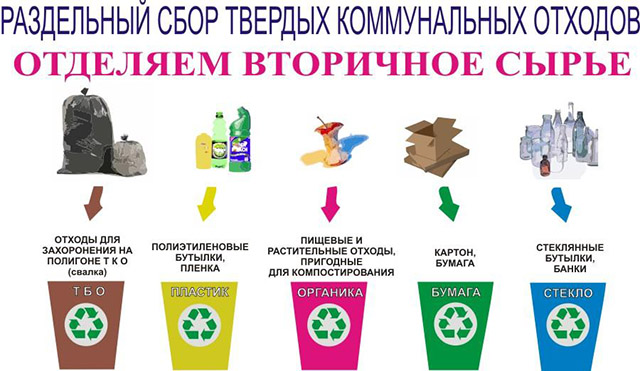 РАЗДЕЛЬНЫЙ СБОР ТВЕРДЫХ КОММУНАЛЬНЫХ ОТХОДОВ
ОТДЕЛЯЕМ ВТОРИЧНОЕ СЫРЬЕ
ОТХОДЫ ДЛЯ
ЗАХОРОНЕНИЯ НА
ПОЛИГОНЕ Т К О
(свалка)
Т Б О
ПОЛИЭТИЛЕНОВЫЕ
БУТЫЛКИ,
ПЛЕНКА
ПЛАСТИК
ПИЩЕВЫЕ И
РАСТИТЕЛЬНЫЕ ОТХОДЫ,
ПРИГОДНЫЕ
ДЛЯ КОМПОСТИРОВАНИЯ
ОРГАНИКА
КАРТОН,
БУМАГА
БУМАГА
СТЕКЛЯННЫЕ
БУТЫЛКИ,
БАНКИ
СТЕКЛО